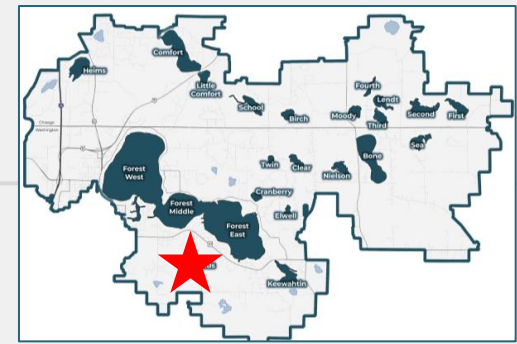 Comfort
Heims
Little
Comfort
School
Birch
Fourth
Lendt
Moody
Third
Second
First
Sea
Bone
Chisago
Washington
Forest
West
Twin
Clear
Nielson
Cranberry
Forest
Middle
Elwell
Forest
East
Keewahtin